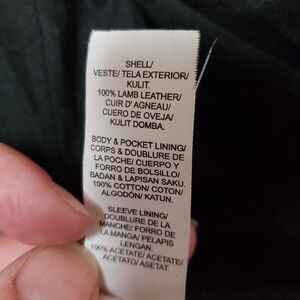 SHELL/
VESTE/ TELA EXTERIOR/
KULIT.
100% LAMB LEATHER/
CUIR D' AGNEAU/
CUERO DE OVEJA/
KULIT DOMBA.
BODY & POCKET LINING/
CORPS & DOUBLURE DE
LA POCHE/ CUERPO Y
FORRO DE BOLSILLO/
BADAN & LAPISAN SAKU.
100% COTTON/ COTON/
ALGODÓN/ KATUN.
SLEEVE LINING/
DOUBLURE DE LA
MANCHE/ FORRO DE
LA MANGA/ PELAPIS
LENGAN.
100% ACETATE/ ACETATE/
ACETATO/ ASETAT.